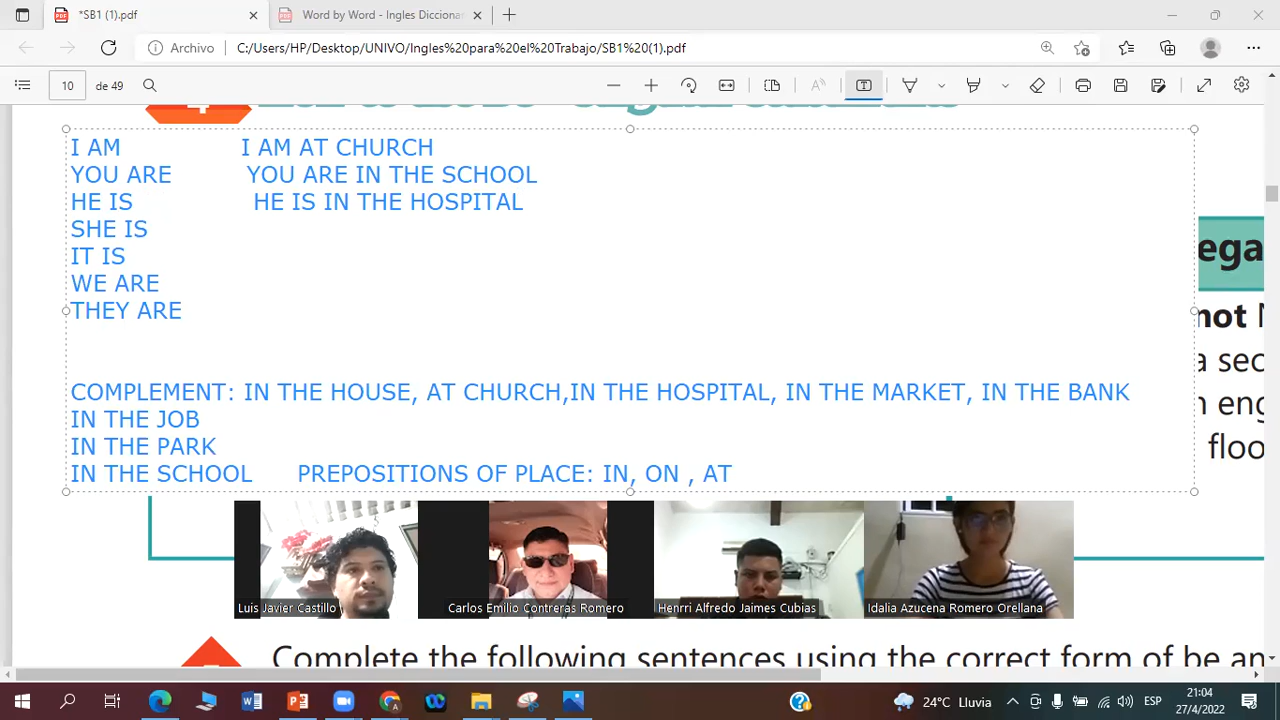 *SB1 (1).pdf
Word by Word - Ingles Dicciona
Archivo
C:/Users/HP/Desktop/UNIVO/Ingles%20para%20el%20Trabajo/SB1%20(1).pdf
10 de 49
I AM I AM AT CHURCH
YOU ARE YOU ARE IN THE SCHOOL
HE IS HE IS IN THE HOSPITAL
SHE IS
IT IS
WE ARE
THEY ARE
ega
not
a sec
n eng
floo
COMPLEMENT: IN THE HOUSE, AT CHURCH,IN THE HOSPITAL, IN THE MARKET, IN THE BANK
IN THE JOB
IN THE PARK
IN THE SCHOOL PREPOSITIONS OF PLACE: IN, ON , AT
Luis Javier Castillo
Carlos Emilio Contreras Romero
Henrri Alfredo Jaimes Cubias
Idalia Azucena Romero Orellana
Complete the following sentences using the correct form of be an
24°C Lluvia
ESP
21:04
27/4/2022